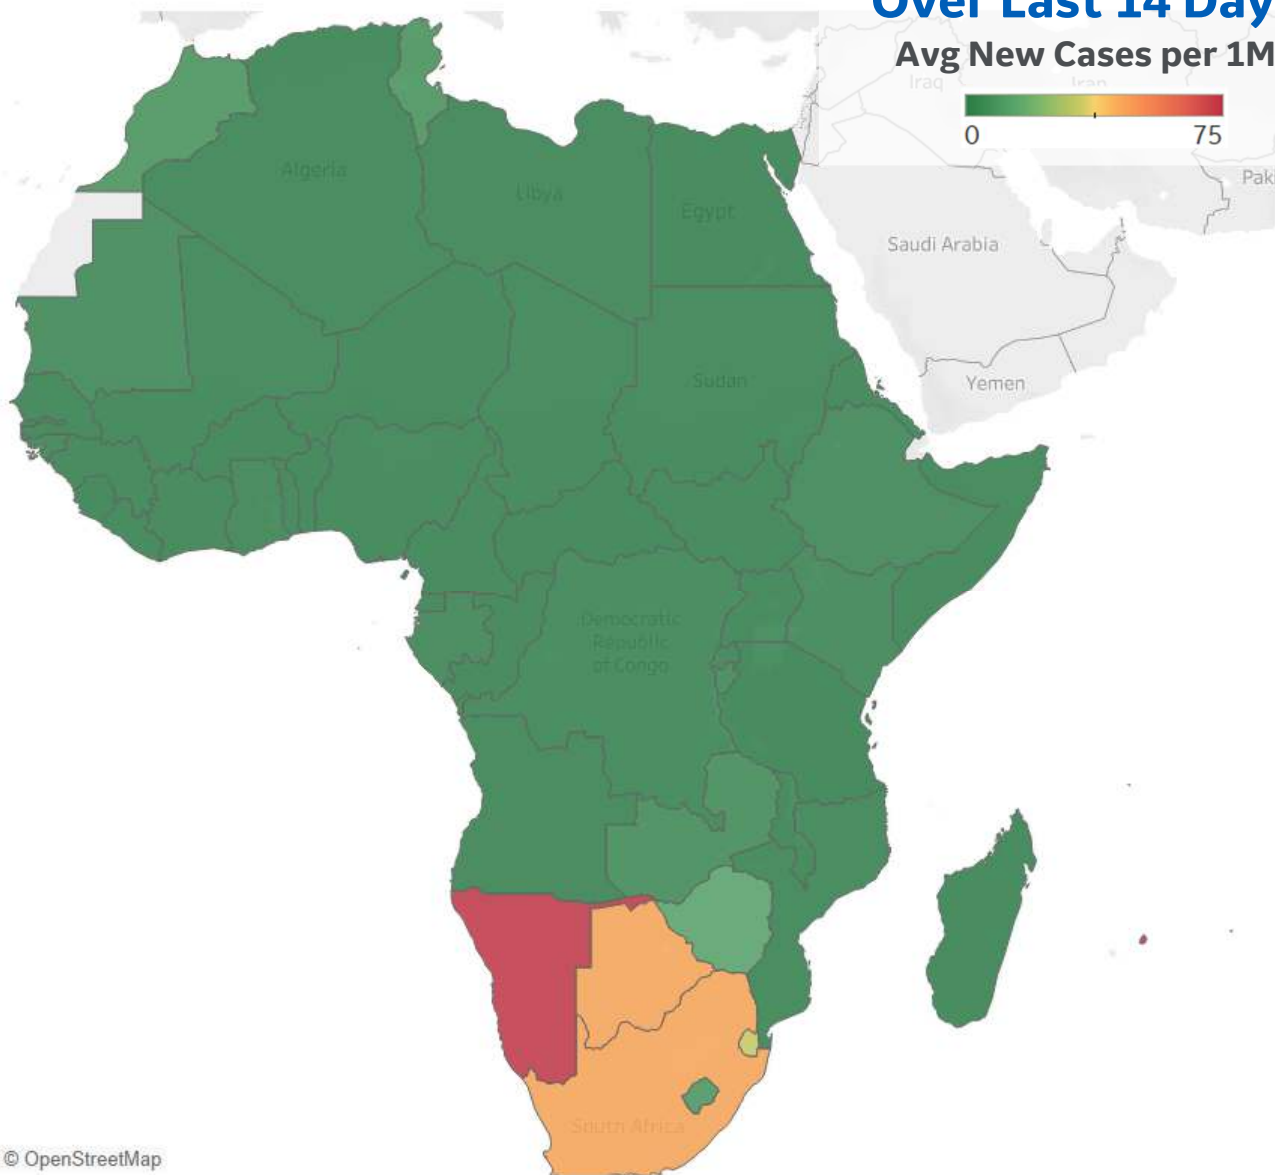 Over Last 14 Day
Avg New Cases per 1M
Iraq
Iran
0
75
Paki
Algeria
Libya
Egypt
Saudi Arabia
Sudan
Yemen
Democratic
Republic
of Congo
South Africa
© OpenStreetMap